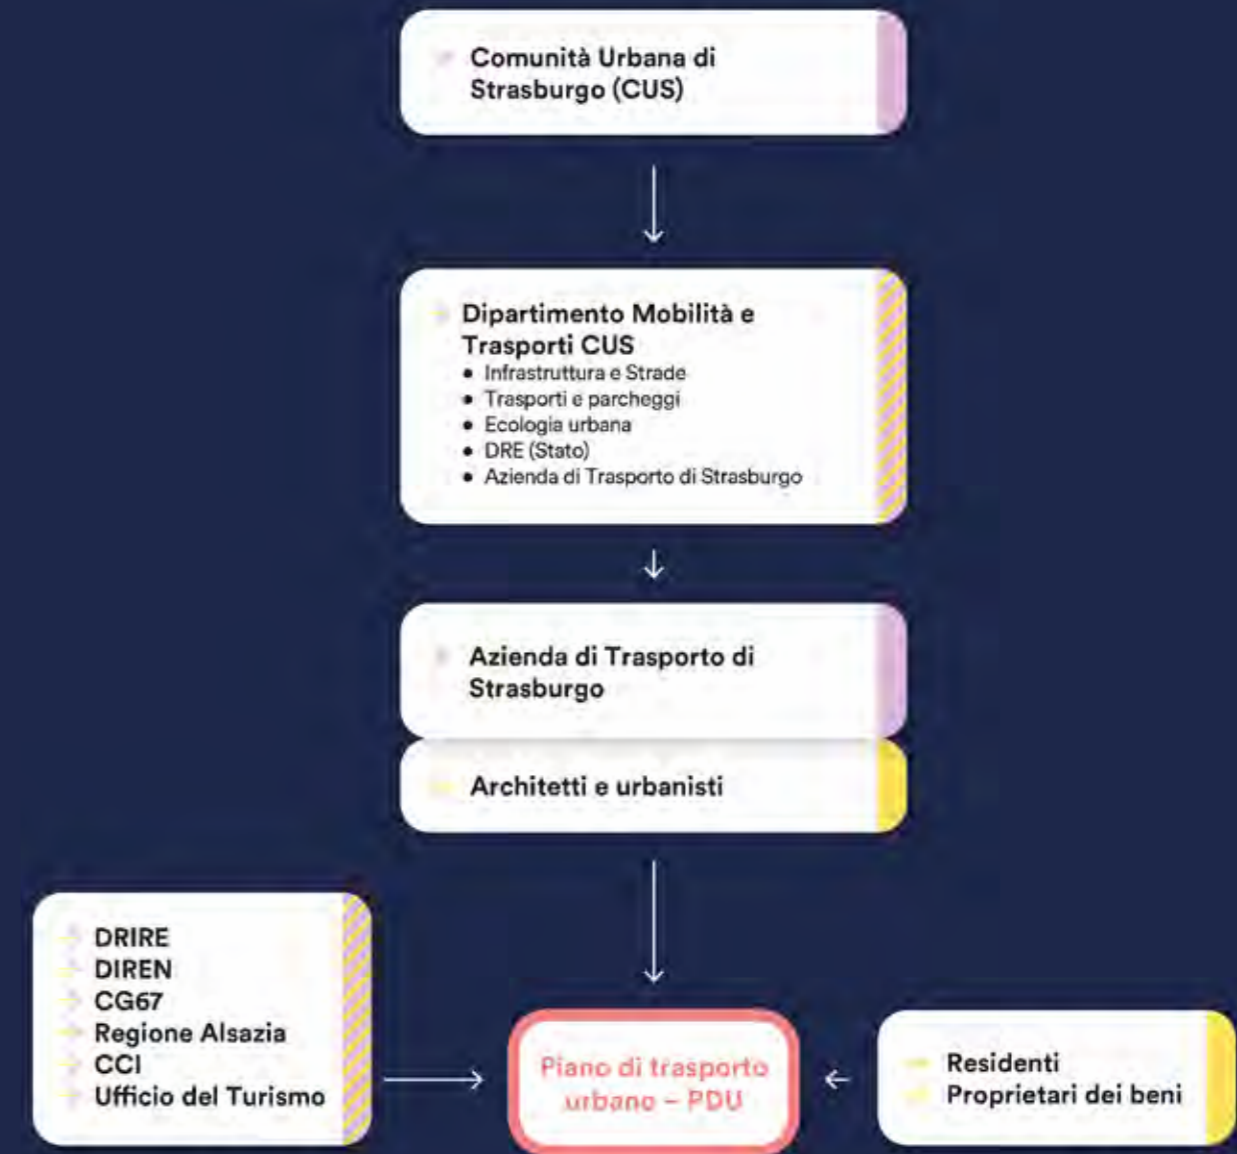 Comunità Urbana di
Strasburgo (CUS)
Dipartimento Mobilità e
Trasporti CUS
• Infrastruttura e Strade
• Trasporti e parcheggi
• Ecologia urbana
• DRE (Stato)
• Azienda di Trasporto di Strasburgo
Azienda di Trasporto di
Strasburgo
Architetti e urbanisti
DRIRE
DIREN
CG67
Regione Alsazia
CCI
Ufficio del Turismo
Piano di trasporto
urbano – PDU
Residenti
Proprietari dei beni